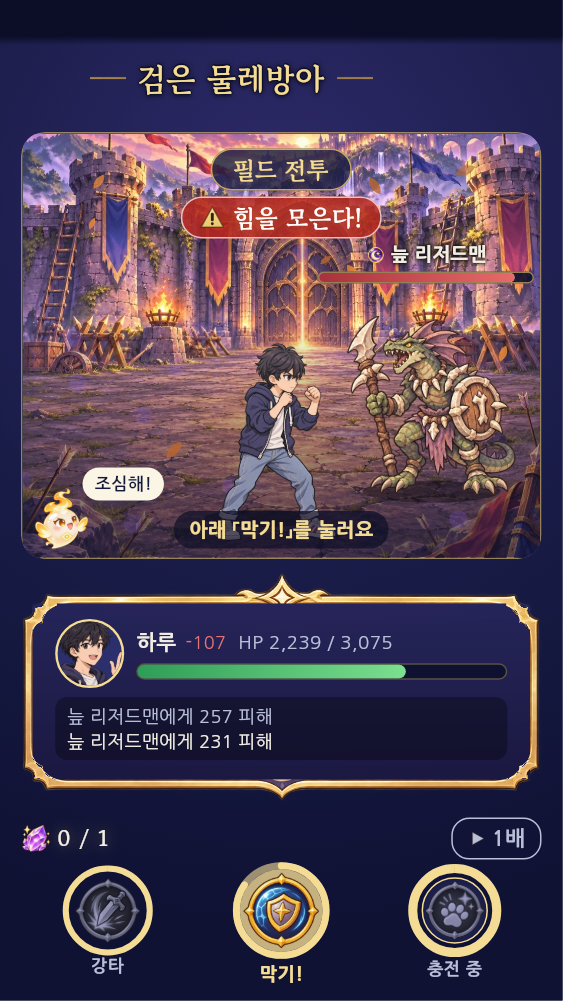 검은 물레방아
필드 전투
⚠ 힘을 모은다!
늪 리저드맨
조심해!
아래 「막기!」를 눌러요
하루 -107 HP 2,239 / 3,075
늪 리저드맨에게 257 피해
늪 리저드맨에게 231 피해
0 / 1
▶ 1배
강타
막기!
충전 중